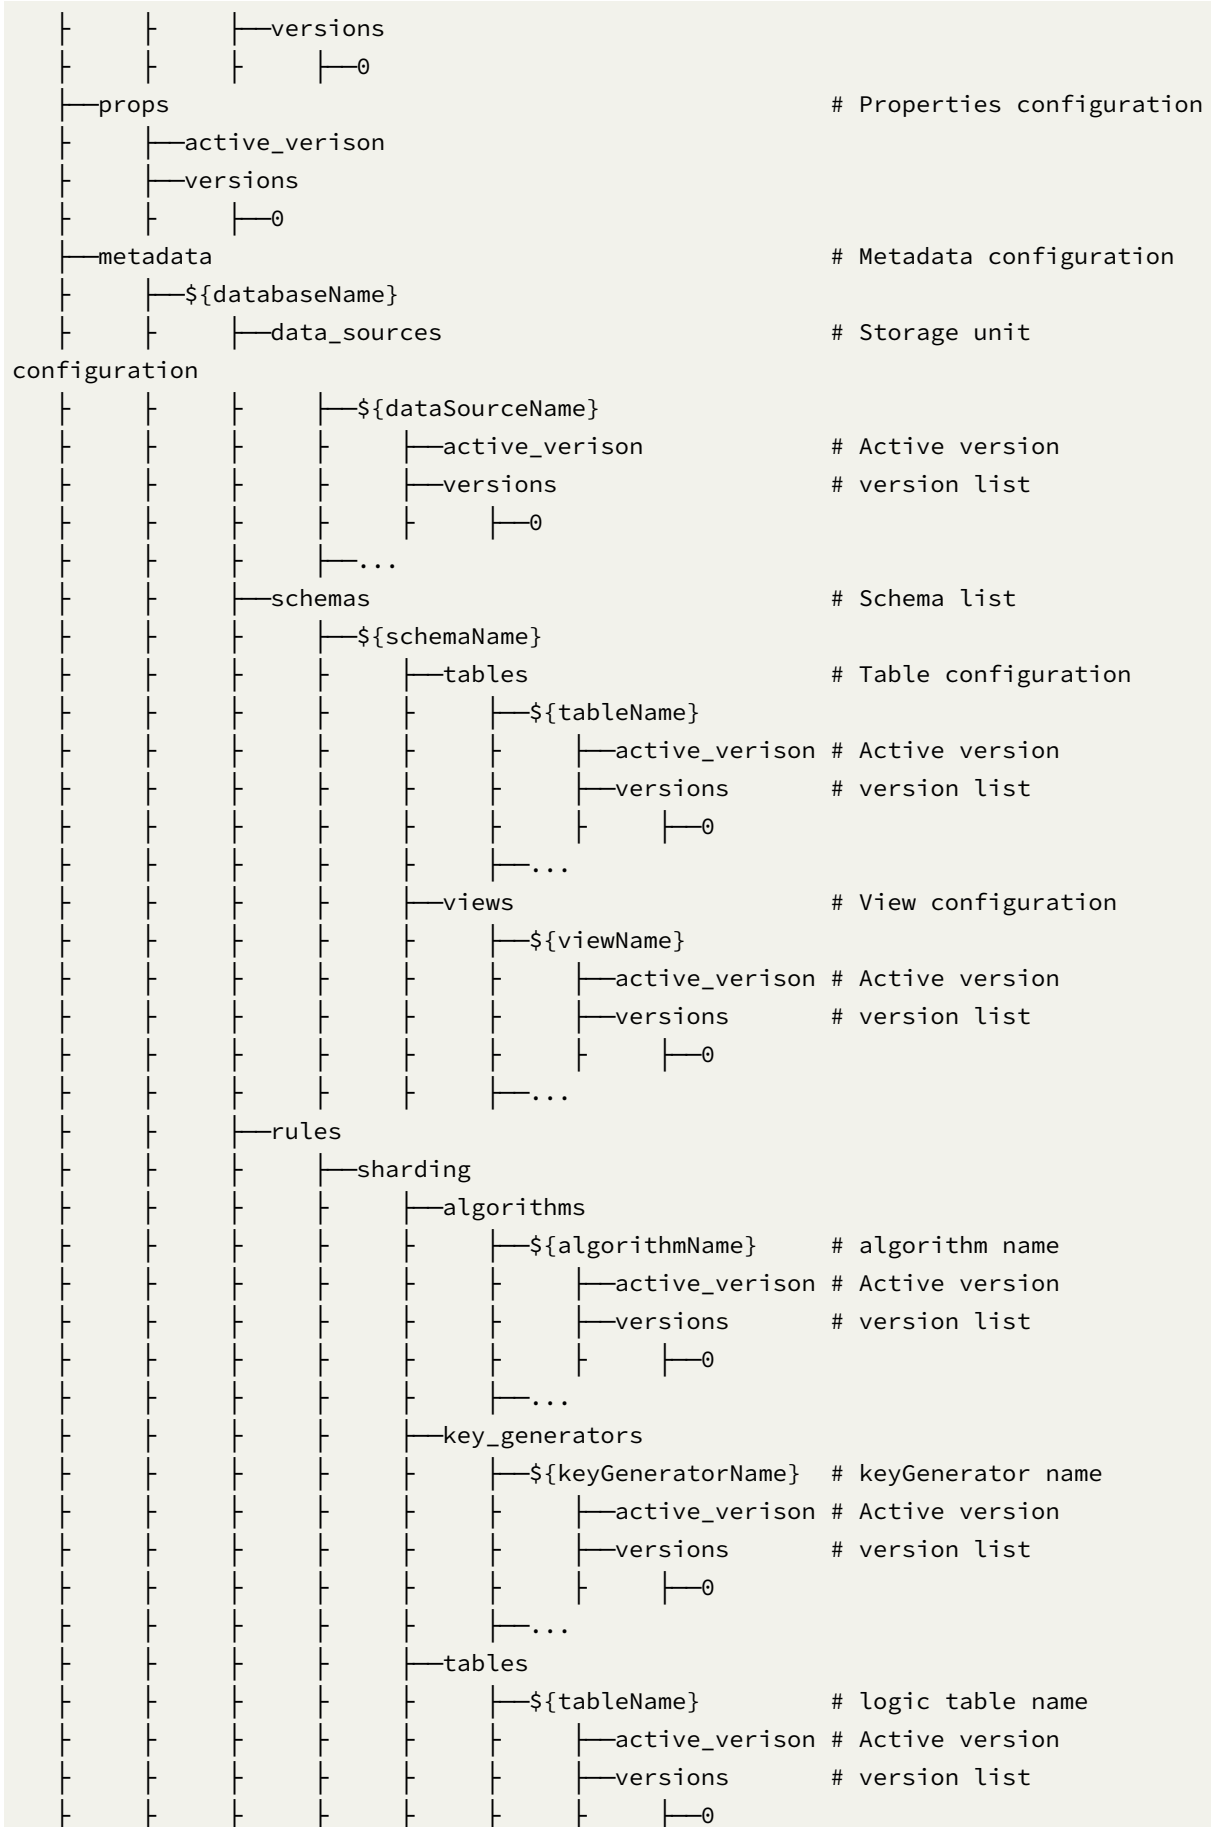 ├       ├       ├──versions
├       ├       ├       ├──0
├──props                                                              # Properties configuration
├       ├──active_verison
├       ├──versions
├       ├       ├──0
├──metadata                                                           # Metadata configuration
├       ├──${databaseName}
├       ├       ├──data_sources                                       # Storage unit
configuration
├       ├       ├       ├──${dataSourceName}
├       ├       ├       ├       ├──active_verison                     # Active version
├       ├       ├       ├       ├──versions                           # version list
├       ├       ├       ├       ├       ├──0
├       ├       ├       ├──...
├       ├       ├──schemas                                            # Schema list
├       ├       ├       ├──${schemaName}
├       ├       ├       ├       ├──tables                             # Table configuration
├       ├       ├       ├       ├       ├──${tableName}
├       ├       ├       ├       ├       ├       ├──active_verison # Active version
├       ├       ├       ├       ├       ├       ├──versions       # version list
├       ├       ├       ├       ├       ├       ├       ├──0
├       ├       ├       ├       ├       ├──...
├       ├       ├       ├       ├──views                              # View configuration
├       ├       ├       ├       ├       ├──${viewName}
├       ├       ├       ├       ├       ├       ├──active_verison # Active version
├       ├       ├       ├       ├       ├       ├──versions       # version list
├       ├       ├       ├       ├       ├       ├       ├──0
├       ├       ├       ├       ├       ├──...
├       ├       ├──rules
├       ├       ├       ├──sharding
├       ├       ├       ├       ├──algorithms
├       ├       ├       ├       ├       ├──${algorithmName}     # algorithm name
├       ├       ├       ├       ├       ├       ├──active_verison # Active version
├       ├       ├       ├       ├       ├       ├──versions       # version list
├       ├       ├       ├       ├       ├       ├       ├──0
├       ├       ├       ├       ├       ├──...
├       ├       ├       ├       ├──key_generators
├       ├       ├       ├       ├       ├──${keyGeneratorName}  # keyGenerator name
├       ├       ├       ├       ├       ├       ├──active_verison # Active version
├       ├       ├       ├       ├       ├       ├──versions       # version list
├       ├       ├       ├       ├       ├       ├       ├──0
├       ├       ├       ├       ├       ├──...
├       ├       ├       ├       ├──tables
├       ├       ├       ├       ├       ├──${tableName}         # logic table name
├       ├       ├       ├       ├       ├       ├──active_verison # Active version
├       ├       ├       ├       ├       ├       ├──versions       # version list
├       ├       ├       ├       ├       ├       ├       ├──0